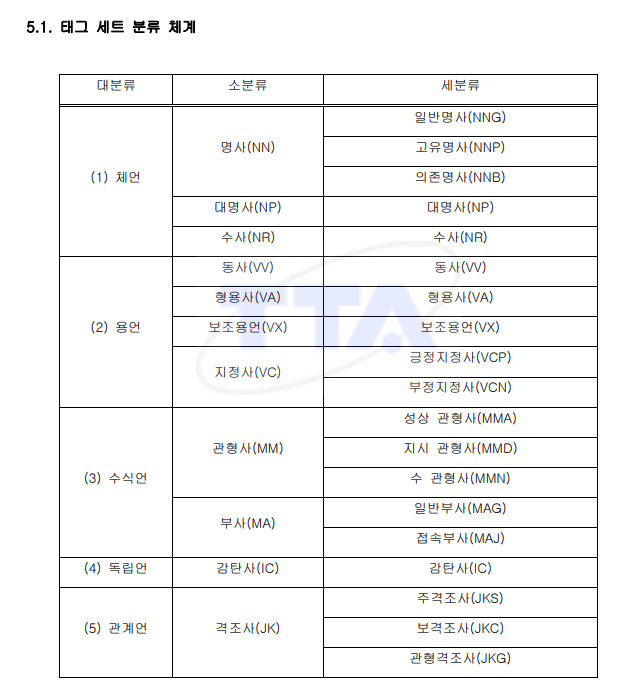 5.1. 태그 세트 분류 체계
대분류 소분류 세분류
일반명사(NNG)
명사(NN) 고유명사(NNP)
의존명사(NNB)
(1) 체언
대명사(NP) 대명사(NP)
수사(NR) 수사(NR)
동사(VV) 동사(VV)
형용사(VA) 형용사(VA)
(2) 용언 보조용언(VX) 보조용언(VX)
긍정지정사(VCP)
지정사(VC)
부정지정사(VCN)
성상 관형사(MMA)
관형사(MM) 지시 관형사(MMD)
(3) 수식언 수 관형사(MMN)
일반부사(MAG)
부사(MA)
접속부사(MAJ)
(4) 독립언 감탄사(IC) 감탄사(IC)
주격조사(JKS)
(5) 관계언 격조사(JK) 보격조사(JKC)
관형격조사(JKG)
TTA